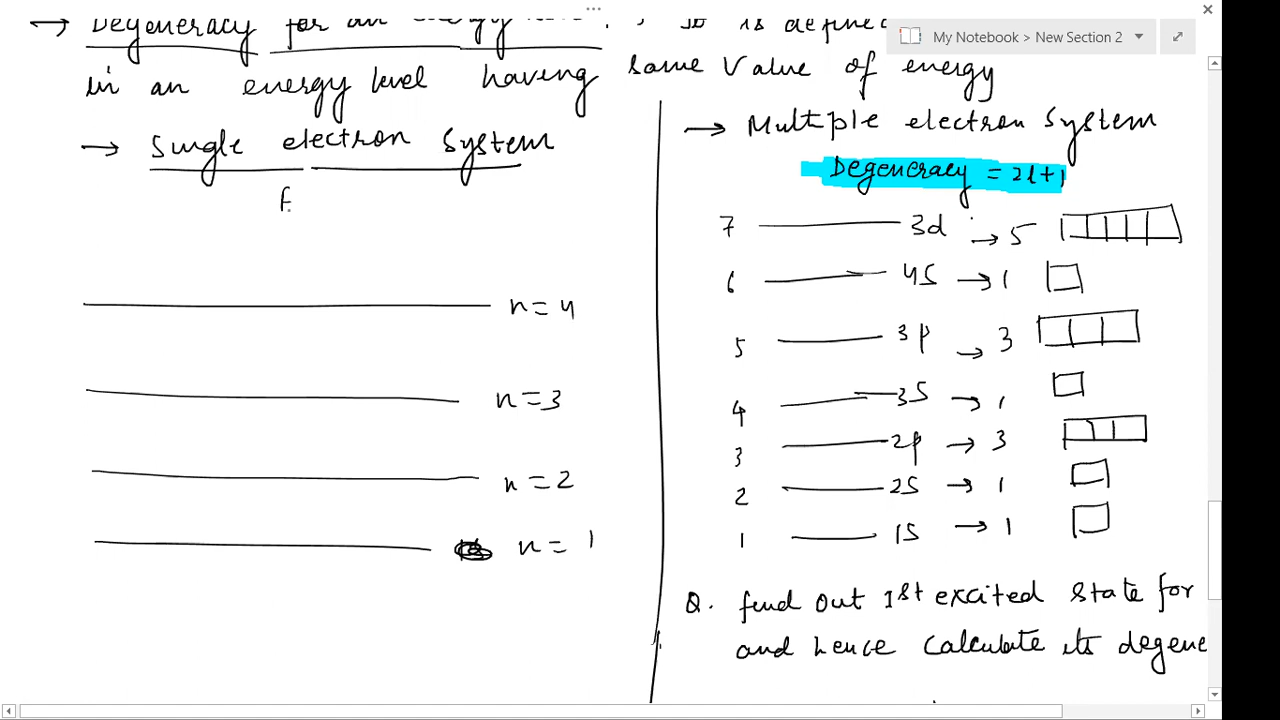 → Degeneracy for an energy level : → It is define
in an energy level having same Value of energy
My Notebook > New Section 2
→ Single electron System
f
n = 4
n = 3
n = 2
n = 1
→ Multiple electron System
Degeneracy = 2l+1
7 3d → 5
6 4S → 1
5 3p → 3
4 3S → 1
3 2p → 3
2 2S → 1
1 1S → 1
Q. find out 1st excited state for
and hence Calculate its degene